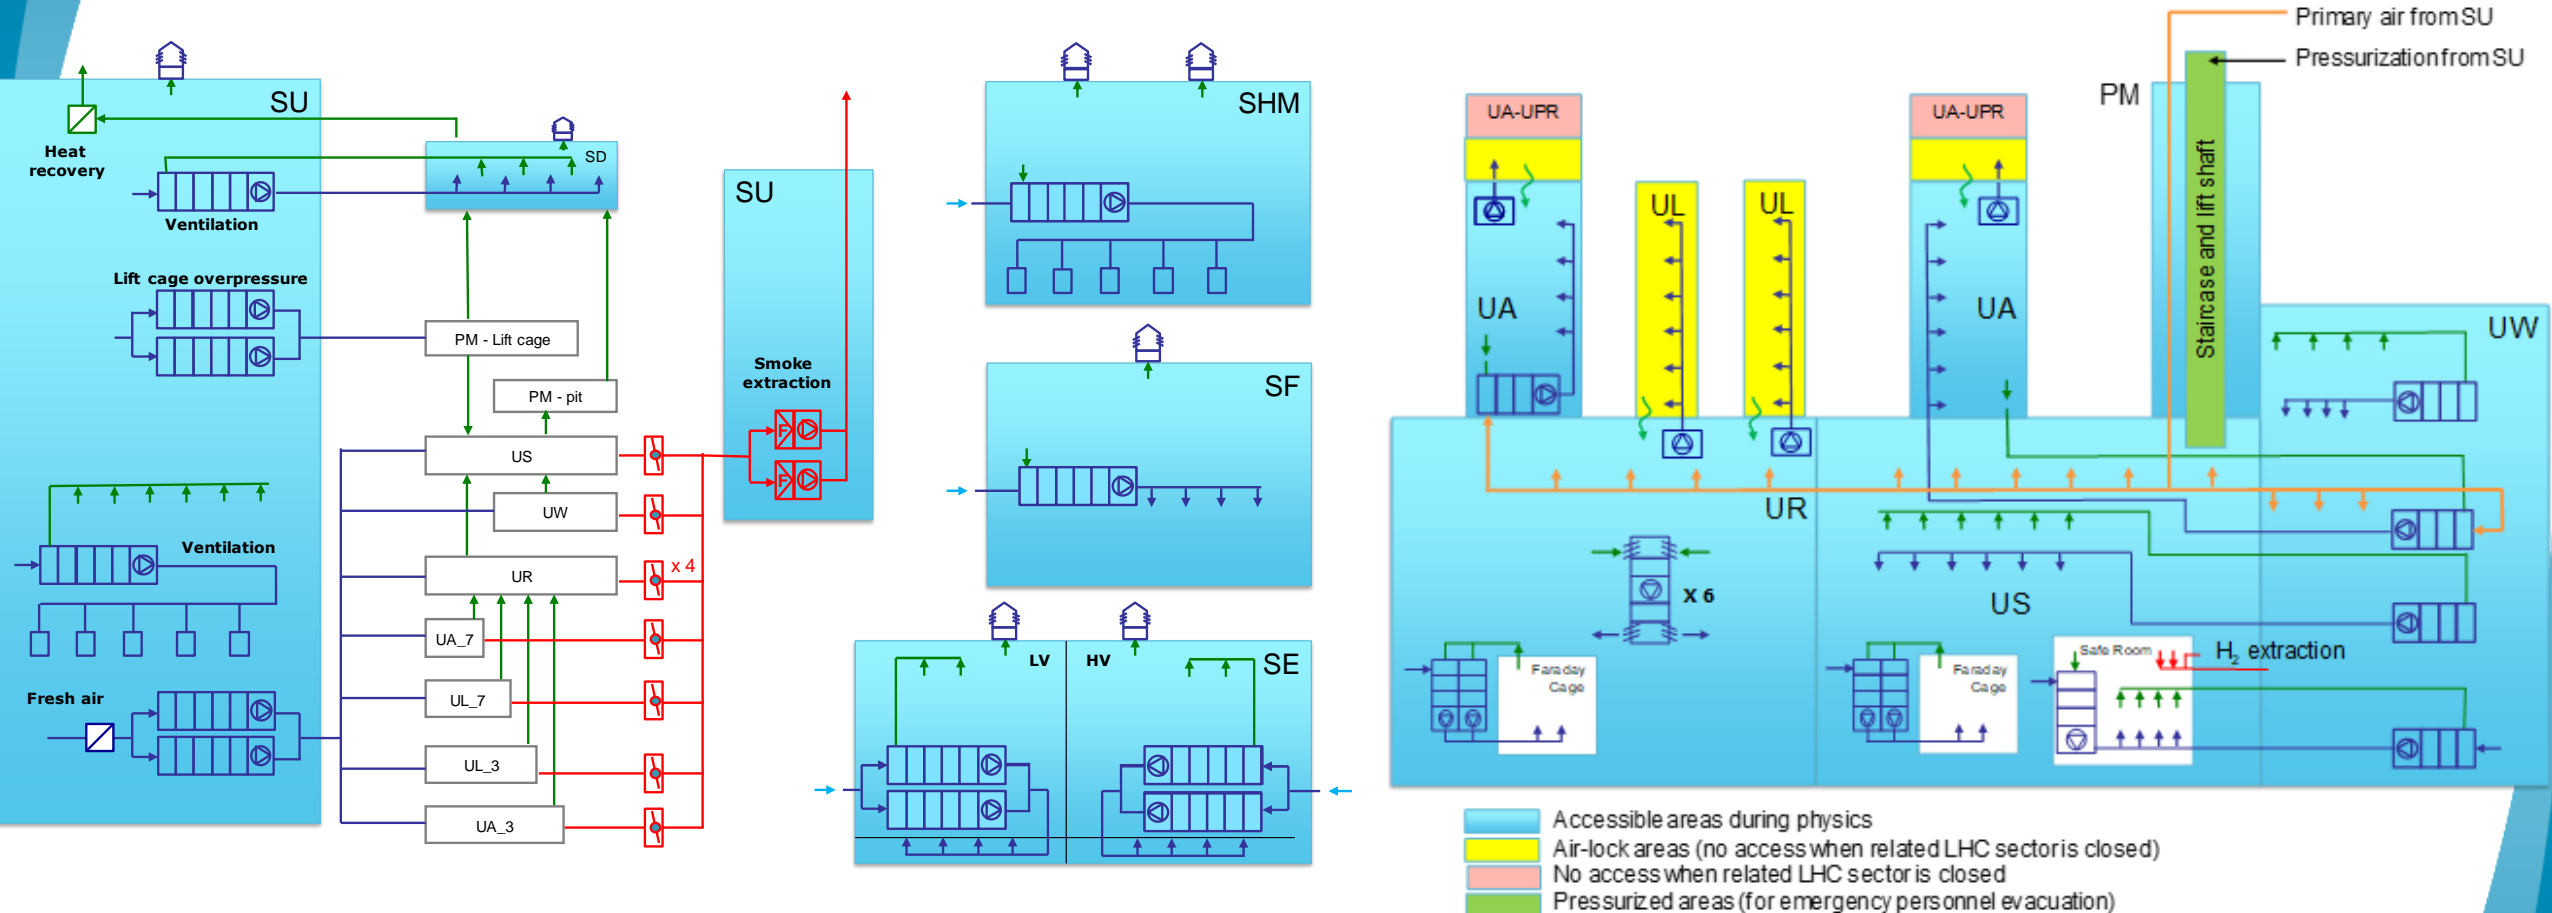 SU
Heat
recovery
Ventilation
SD
Lift cage overpressure
PM - Lift cage
PM - pit
US
UW
Ventilation
UR
x 4
UA_7
UL_7
Fresh air
UL_3
UA_3
SU
Smoke
extraction
F
F
SHM
SF
LV
HV
SE
Primary air from SU
Pressurization from SU
PM
UA-UPR
UA-UPR
Staircase and lift shaft
UL
UL
UA
UA
UW
UR
X 6
US
Faraday
Cage
Faraday
Cage
Safe Room
H2 extraction
Accessible areas during physics
Air-lock areas (no access when related LHC sector is closed)
No access when related LHC sector is closed
Pressurized areas (for emergency personnel evacuation)